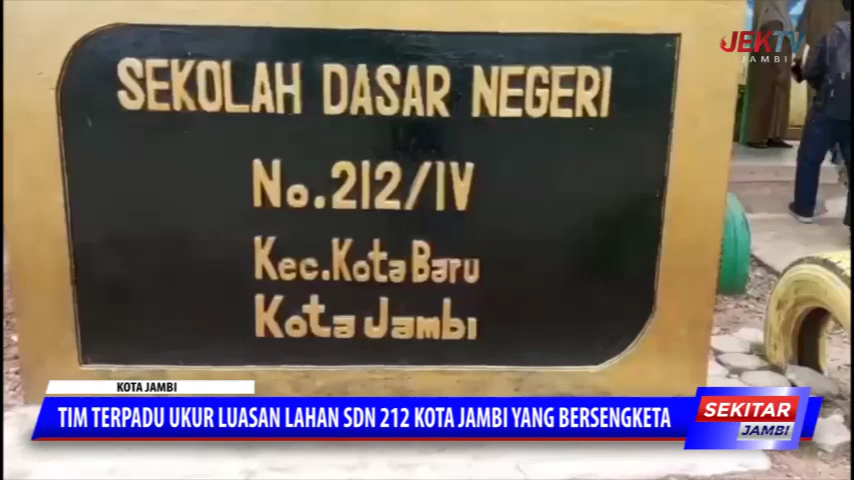 JEKTV
JAMBI
SEKOLAH DASAR NEGERI
No.212/IV
Kec.Kota Baru
Kota Jambi
KOTA JAMBI
TIM TERPADU UKUR LUASAN LAHAN SDN 212 KOTA JAMBI YANG BERSENGKETA
SEKITAR
JAMBI